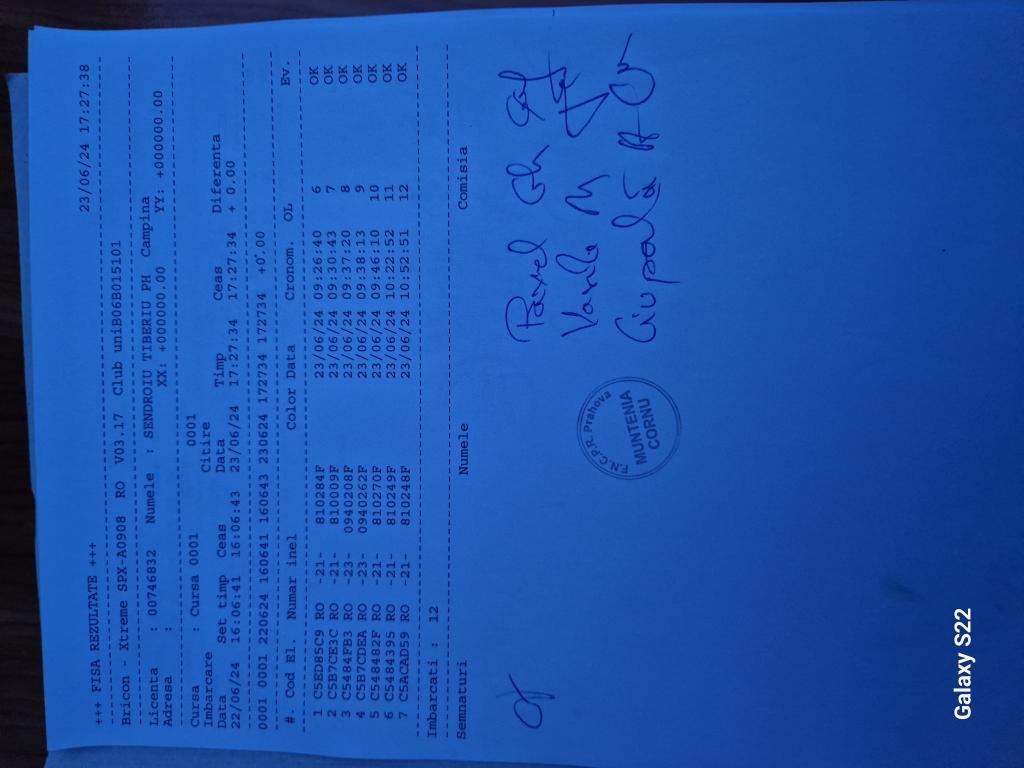 23/06/24 17:27:38
+++ FISA REZULTATE +++
Bricon - Xtreme SPX-A0908 RO V03.17 Club uniB06B015101
Licenta : 00746832 Numele : SENDROIU TIBERIU PH Campina
Adresa : XX: +000000.00 YY: +000000.00
Cursa : Cursa 0001 0001
Imbarcare Citire
Data Set timp Ceas Data Timp Ceas Diferenta
22/06/24 16:06:41 16:06:43 23/06/24 17:27:34 17:27:34 + 0.00
0001 0001 220624 160641 160643 230624 172734 172734 +0.00
#. Cod El. Numar inel Color Data Cronom. OL Ev.
1 C5ED85C9 RO -21- 810284F 23/06/24 09:26:40 6 OK
2 C5B7CE3C RO -21- 810009F 23/06/24 09:30:43 7 OK
3 C5484FB3 RO -23- 0940208F 23/06/24 09:37:20 8 OK
4 C5B7CDEA RO -23- 0940262F 23/06/24 09:38:13 9 OK
5 C548482F RO -21- 810270F 23/06/24 09:46:10 10 OK
6 C5484395 RO -21- 810249F 23/06/24 10:22:52 11 OK
7 C5ACAD59 RO -21- 810248F 23/06/24 10:52:51 12 OK
Imbarcati : 12
Semnaturi Numele Comisia
Pavel Gh
Vasile M
F.N.C.P.R. Prahova
MUNTENIA
CORNU
Galaxy S22